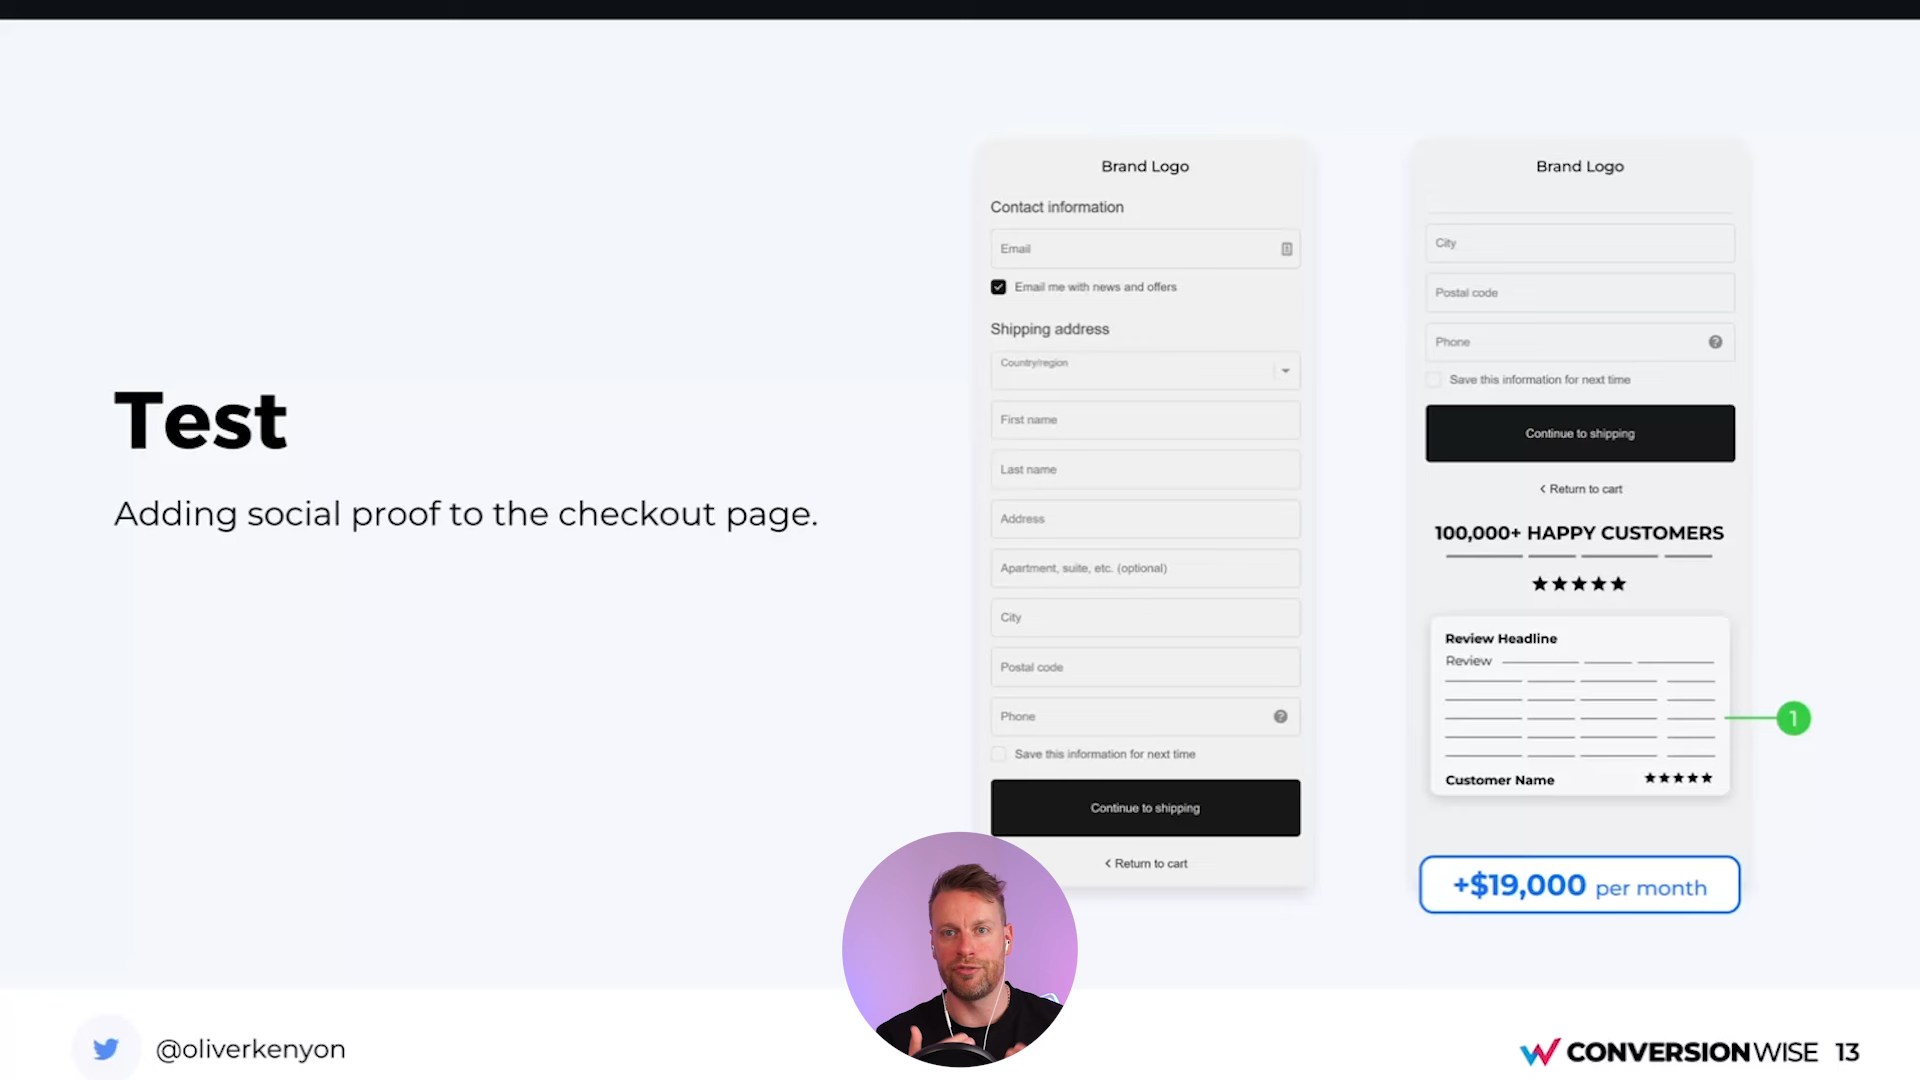 Test
Adding social proof to the checkout page.
Brand Logo
Contact information
Email
Email me with news and offers
Shipping address
Country/region
First name
Last name
Address
Apartment, suite, etc. (optional)
City
Postal code
Phone
Save this information for next time
Continue to shipping
< Return to cart
Brand Logo
City
Postal code
Phone
Save this information for next time
Continue to shipping
< Return to cart
100,000+ HAPPY CUSTOMERS
★★★★★
Review Headline
Review
Customer Name ★★★★★
1
+$19,000 per month
@oliverkenyon
CONVERSIONWISE 13